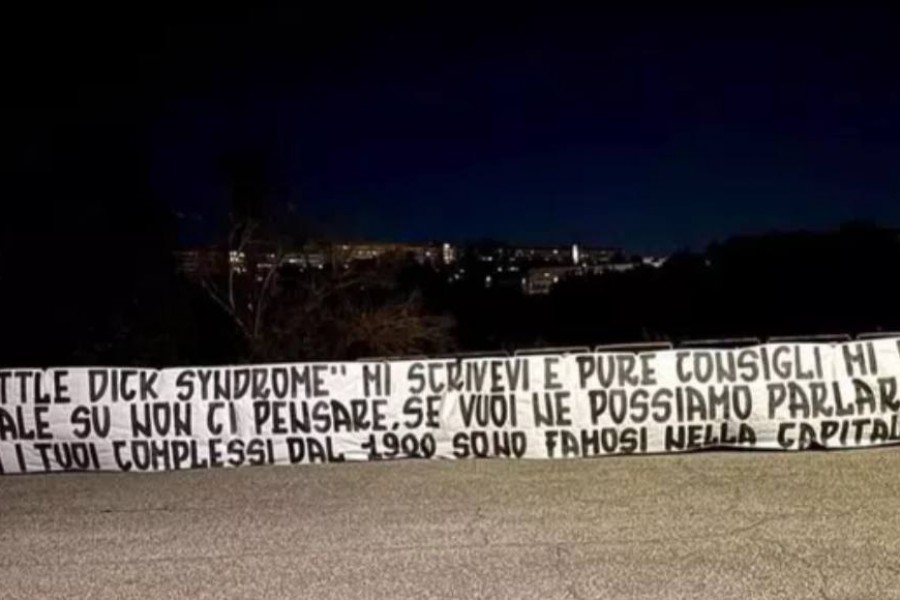 TTLE DICK SYNDROME" MI SCRIVEVI E PURE CONSIGLI MI
ALE SU NON CI PENSARE, SE VUOI NE POSSIAMO PARLAR
I TUOI COMPLESSI DAL 1900 SONO FAMOSI NELLA CAPITAL